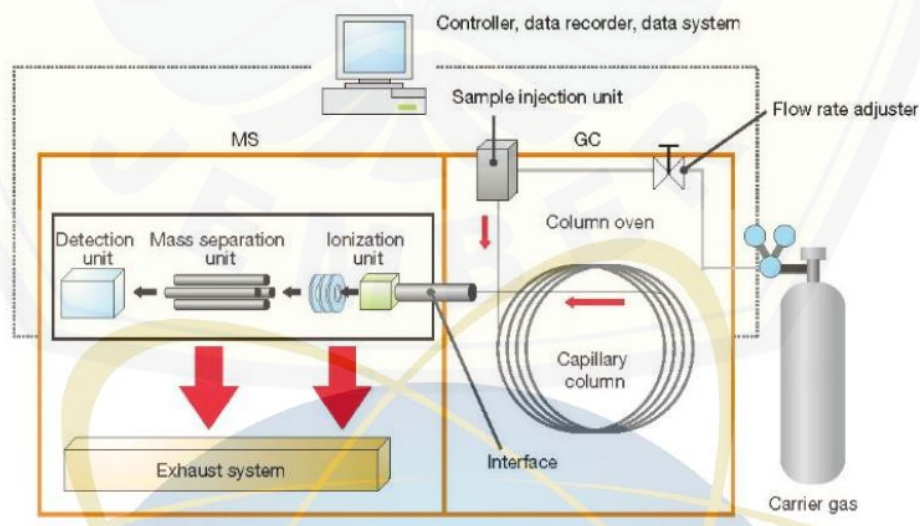 Controller, data recorder, data system
Sample injection unit
Flow rate adjuster
MS
GC
Column oven
Detection
unit
Mass separation
unit
Ionization
unit
Capillary
column
Exhaust system
Interface
Carrier gas
JEMBER